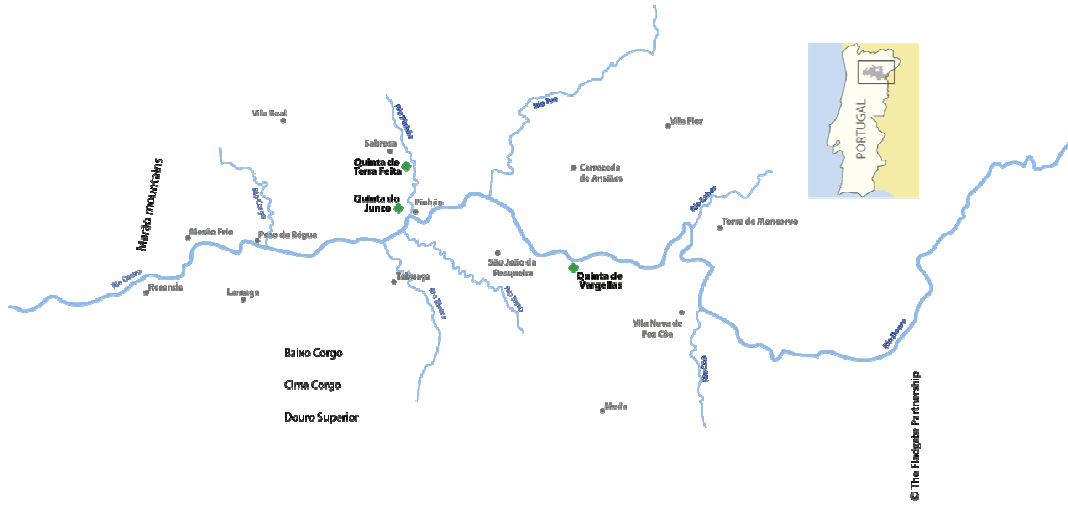 Rio Tua
Vila Real
Rio Pinhão
Vila Flor
Sabrosa
PORTUGAL
Quinta de
Terra Feita
Carrazeda
de Ansiães
Marão mountains
Rio Corgo
Quinta do
Junco
Pinhão
Rio Sabor
Mesão Frio
Peso da Régua
Torre de Moncorvo
São João da
Pesqueira
Rio Douro
Resende
Lamego
Tabuaço
Quinta de
Vargellas
Rio Távora
Rio Torto
Vila Nova de
Foz Côa
Rio Douro
Baixo Corgo
Cima Corgo
Douro Superior
Rio Côa
Meda
© The Fladgate Partnership